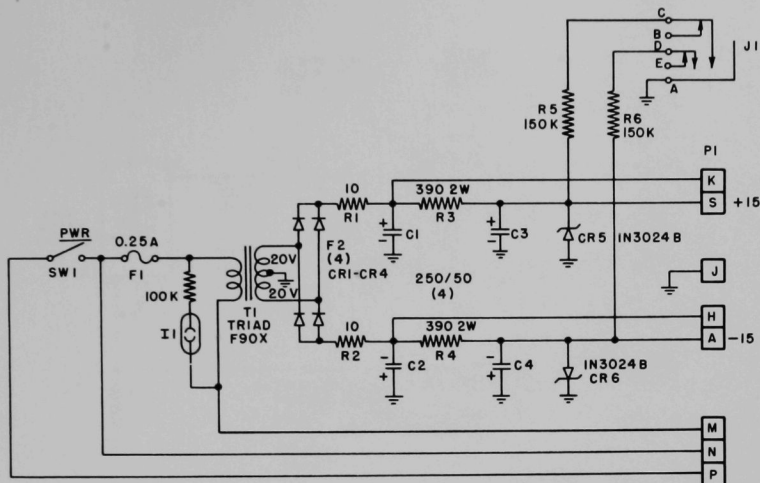 C
B
D
E
A
J1
R5
150K
R6
150K
P1
K
S +15
10
R1
390 2W
R3
C1
C3
CR5 1N3024B
PWR
SW1
0.25A
F1
100K
I1
20V
20V
T1
TRIAD
F90X
F2
(4)
CR1-CR4
250/50
(4)
J
H
A -15
10
R2
390 2W
R4
C2
C4
1N3024B
CR6
M
N
P